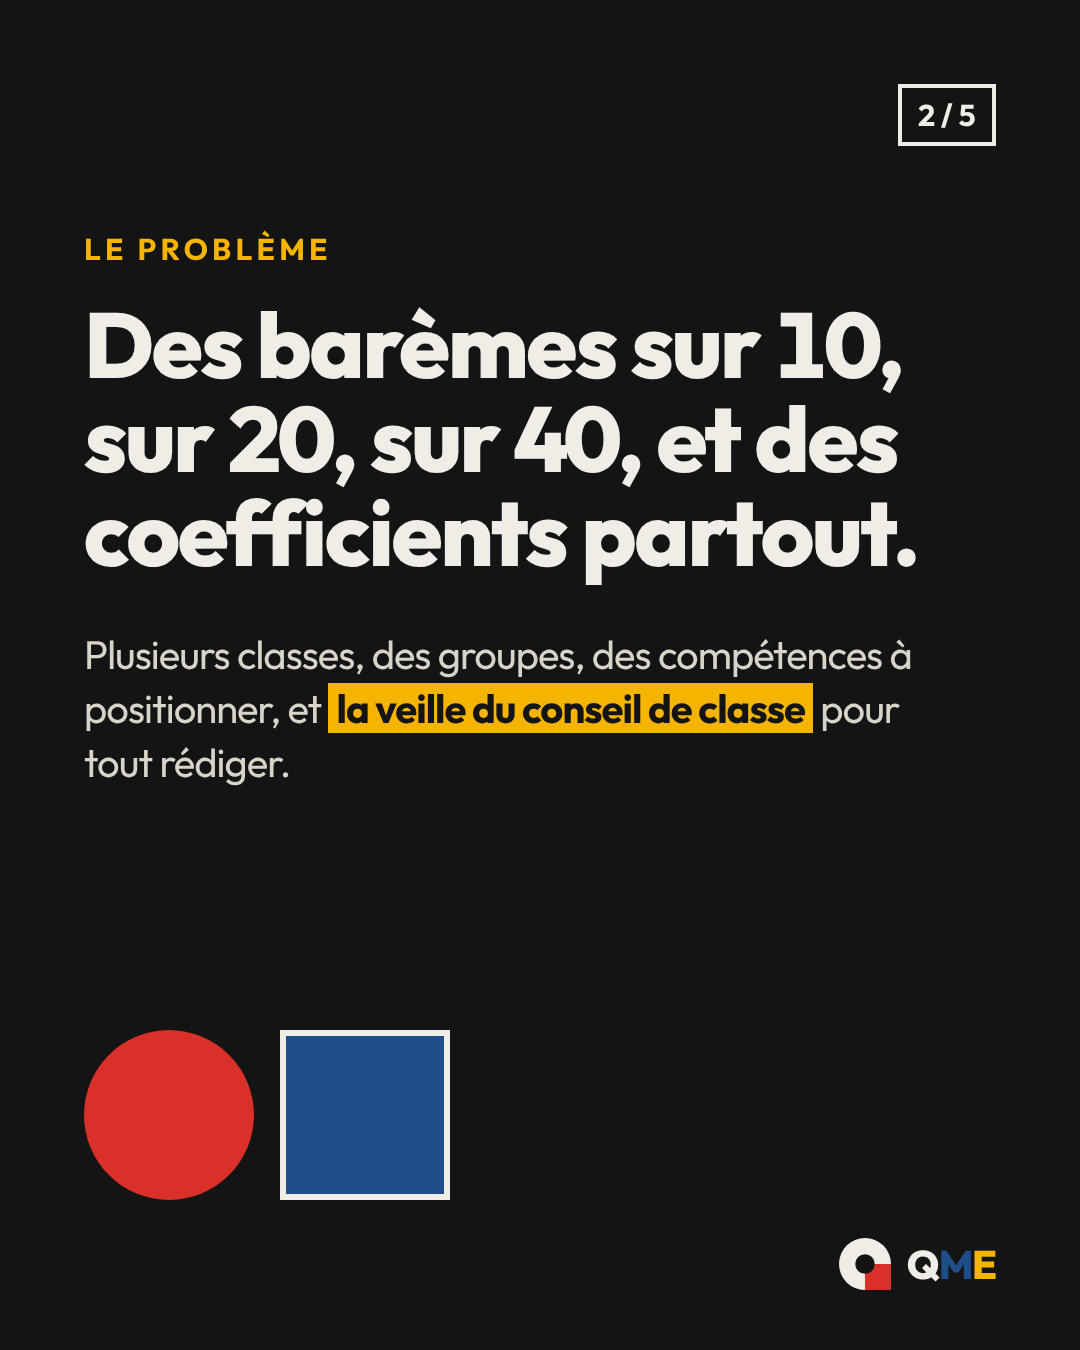 2 / 5
LE PROBLÈME
Des barèmes sur 10,
sur 20, sur 40, et des
coefficients partout.
Plusieurs classes, des groupes, des compétences à
positionner, et la veille du conseil de classe pour
tout rédiger.
QME